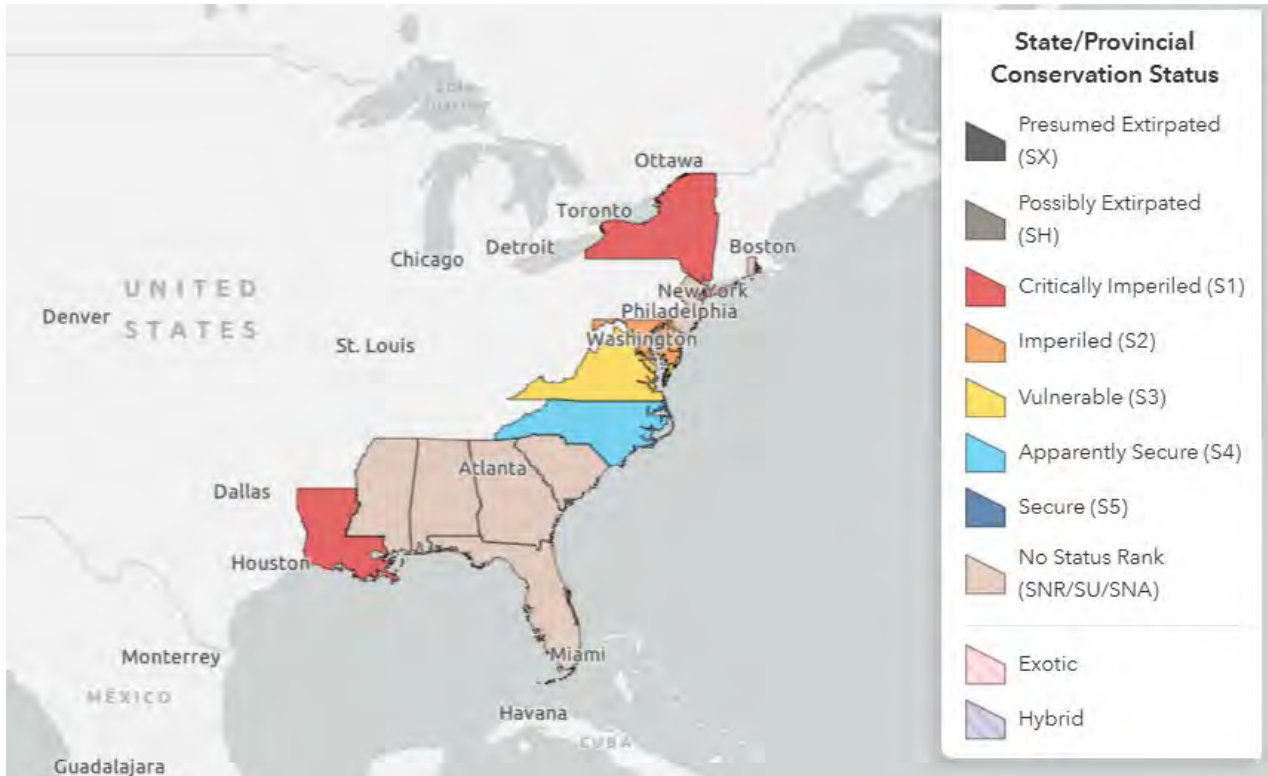 State/Provincial
Conservation Status
Presumed Extirpated
(SX)
Possibly Extirpated
(SH)
Critically Imperiled (S1)
Imperiled (S2)
Vulnerable (S3)
Apparently Secure (S4)
Secure (S5)
No Status Rank
(SNR/SU/SNA)
Exotic
Hybrid
Ottawa
Toronto
Boston
Detroit
Chicago
UNITED
STATES
New York
Denver
Philadelphia
Washington
St. Louis
Atlanta
Dallas
Houston
Miami
Monterrey
MÉXICO
Havana
CUBA
Guadalajara